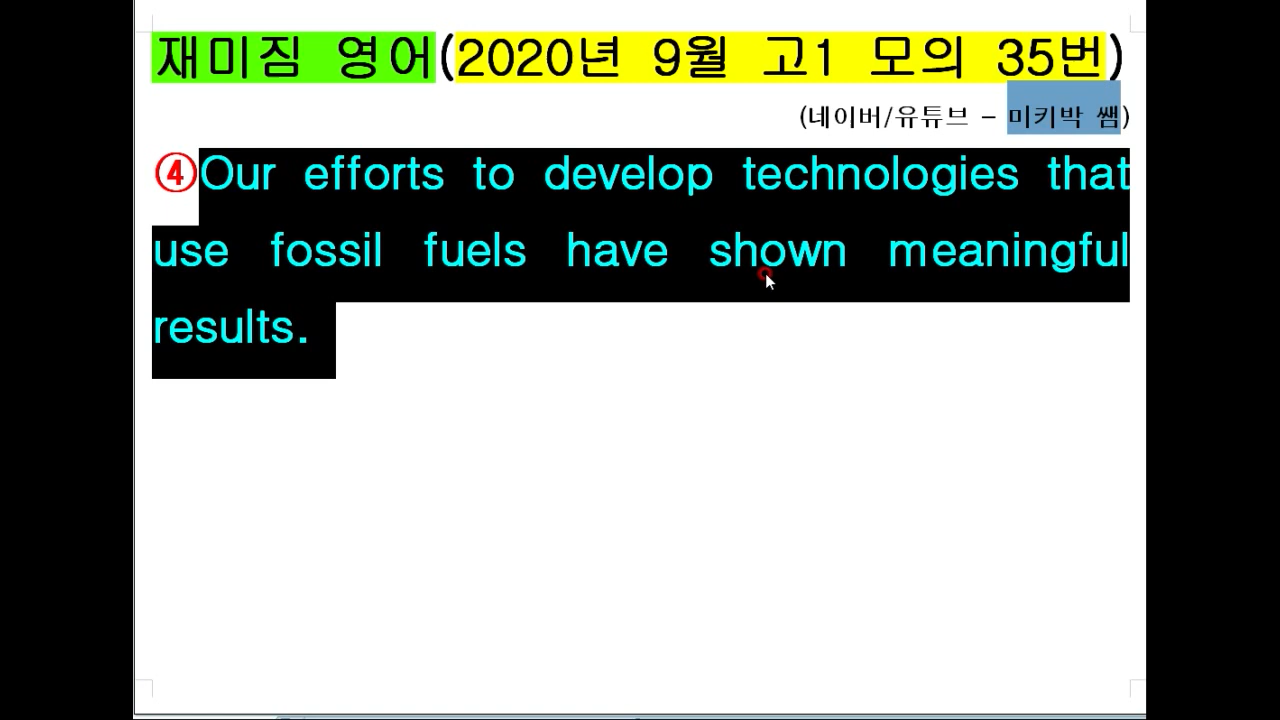 재미짐 영어(2020년 9월 고1 모의 35번)
(네이버/유튜브 – 미키박 쌤)
④Our efforts to develop technologies that
use fossil fuels have shown meaningful
results.